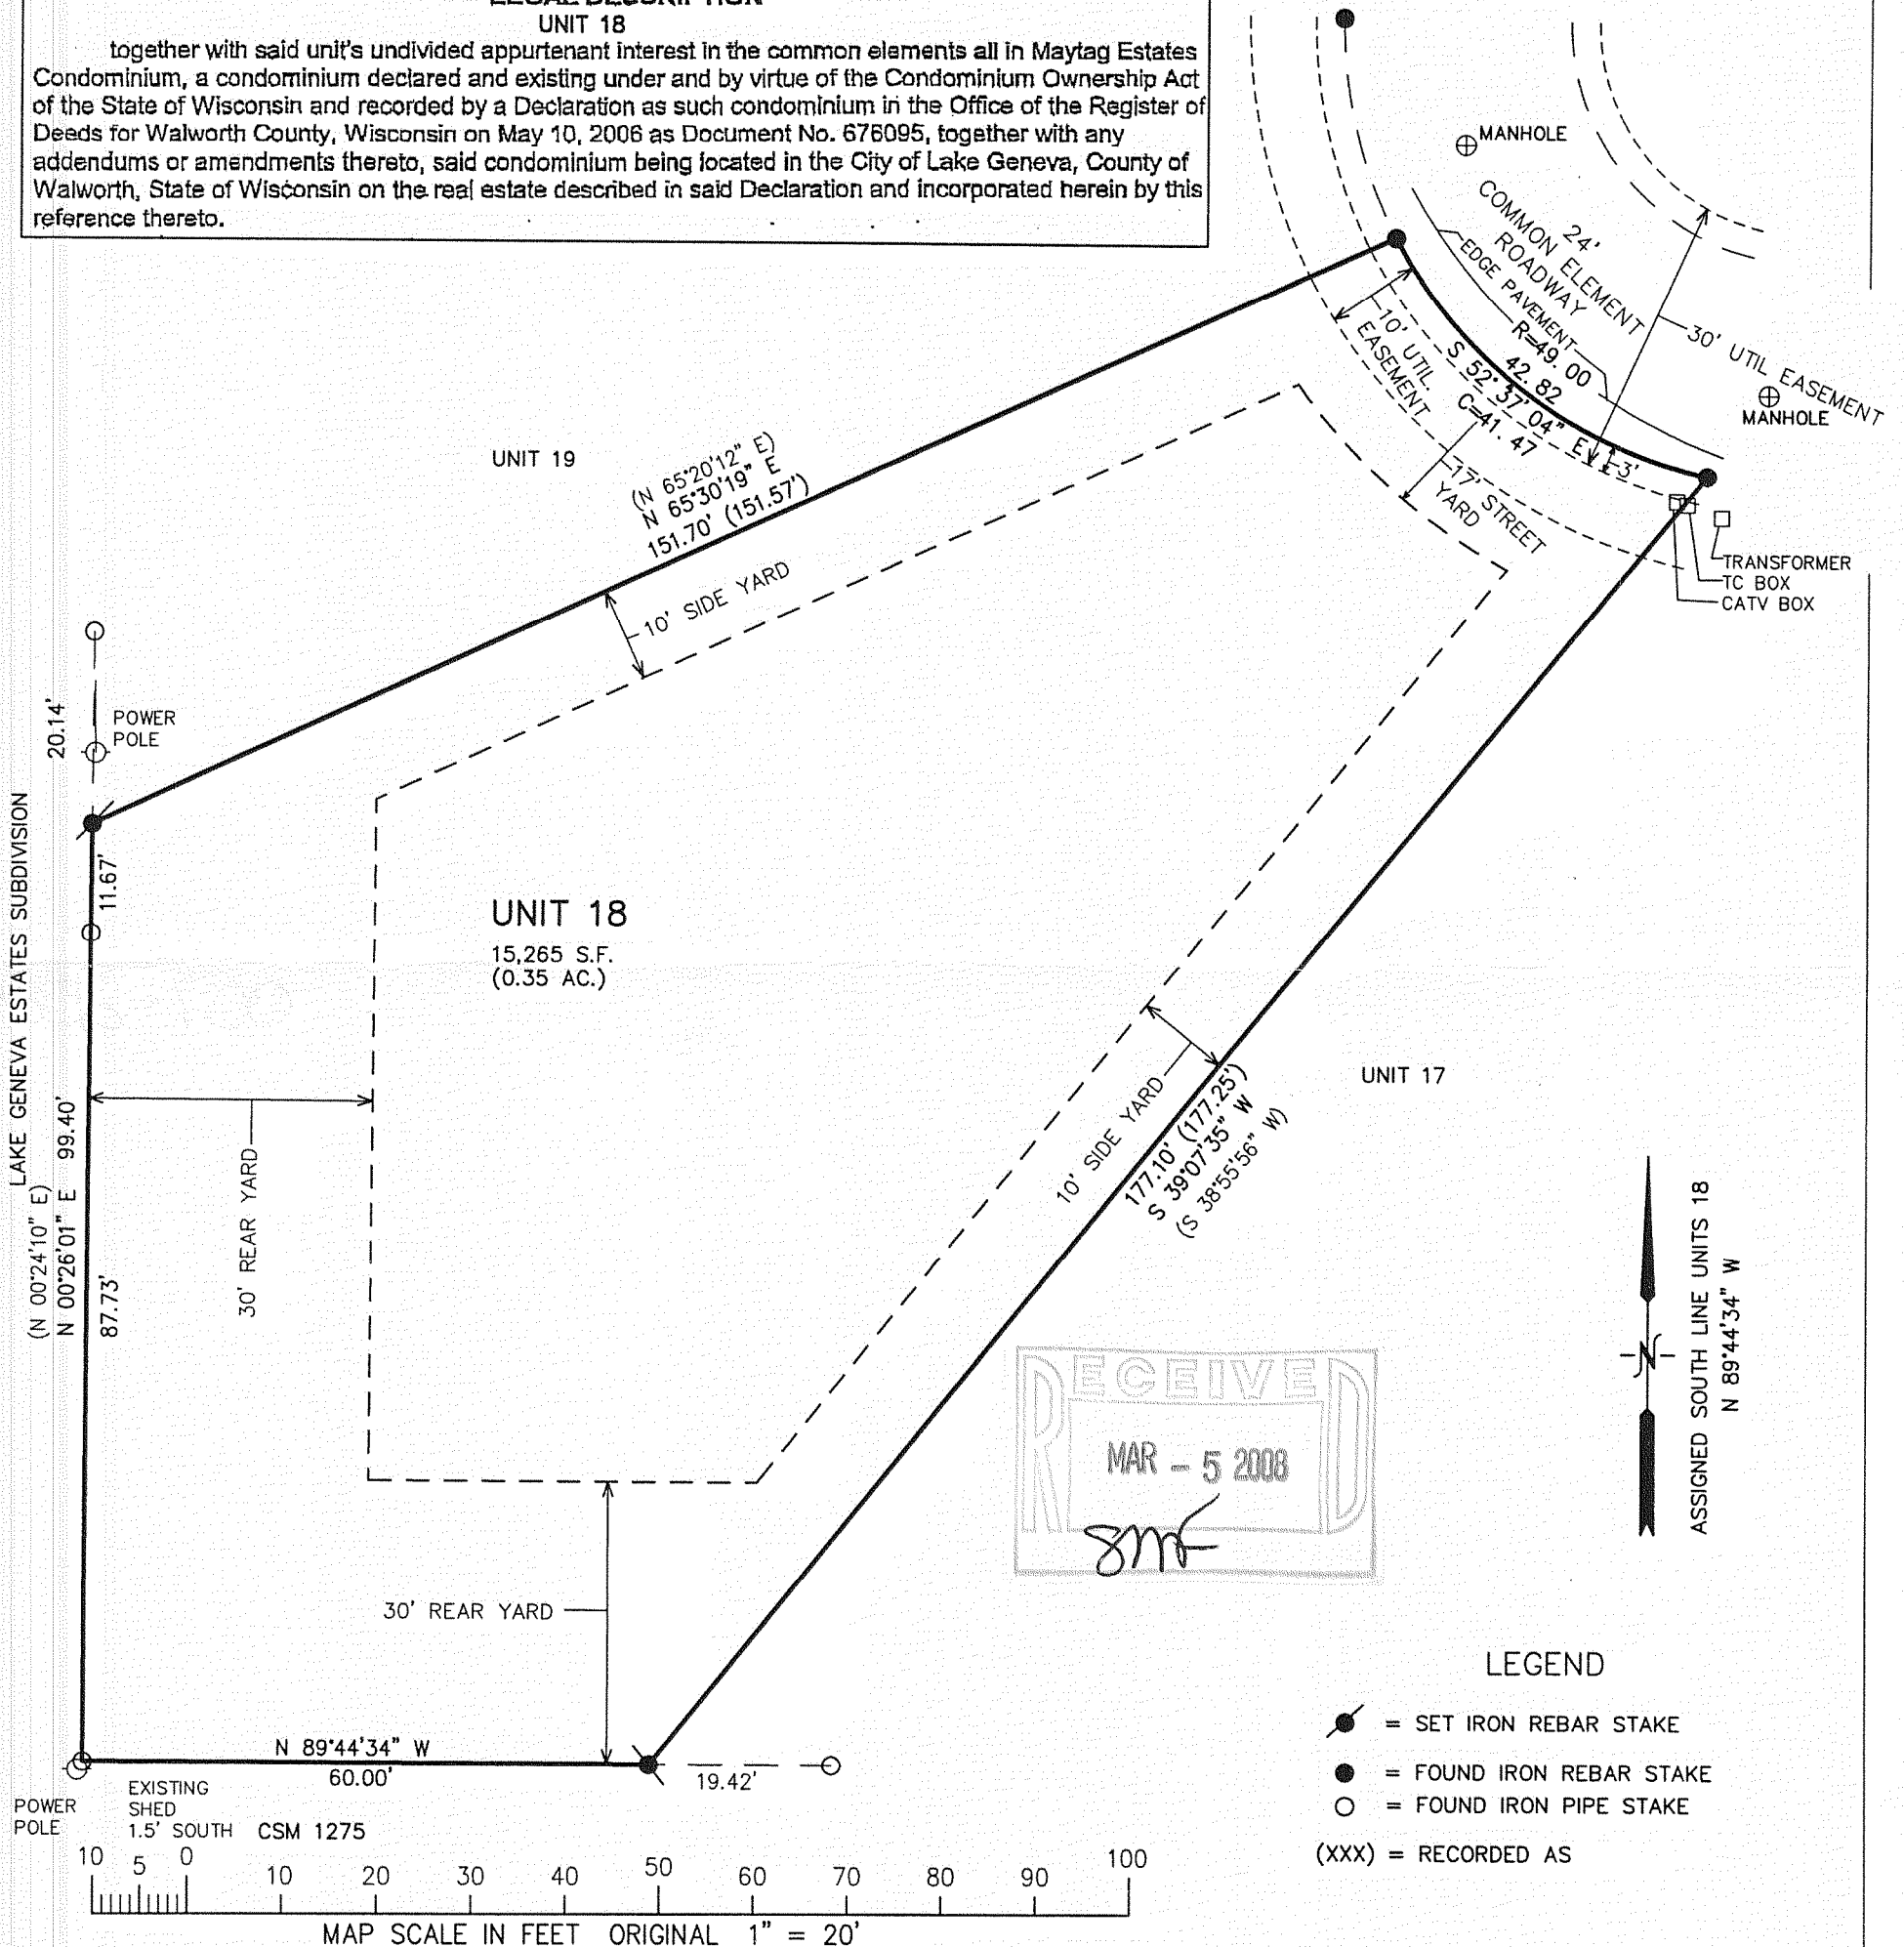 LEGAL DESCRIPTION
UNIT 18
together with said unit's undivided appurtenant interest in the common elements all in Maytag Estates
Condominium, a condominium declared and existing under and by virtue of the Condominium Ownership Act
of the State of Wisconsin and recorded by a Declaration as such condominium in the Office of the Register of
Deeds for Walworth County, Wisconsin on May 10, 2006 as Document No. 676095, together with any
addendums or amendments thereto, said condominium being located in the City of Lake Geneva, County of
Walworth, State of Wisconsin on the real estate described in said Declaration and incorporated herein by this
reference thereto.
MANHOLE
24'
COMMON ELEMENT
ROADWAY
EDGE PAVEMENT
R=49.00
42.82
S 52°37'04" E
C=41.47
10' UTIL.
EASEMENT
30' UTIL EASEMENT
MANHOLE
3'
17' STREET
YARD
TRANSFORMER
TC BOX
CATV BOX
UNIT 19
(N 65°20'12" E)
N 65°30'19" E
151.70' (151.57')
10' SIDE YARD
20.14'
POWER
POLE
11.67'
LAKE GENEVA ESTATES SUBDIVISION
(N 00°24'10" E)
N 00°26'01" E 99.40'
87.73'
UNIT 18
15,265 S.F.
(0.35 AC.)
30' REAR YARD
10' SIDE YARD
177.10' (177.25')
S 39°07'35" W
(S 38°55'56" W)
UNIT 17
ASSIGNED SOUTH LINE UNITS 18
N 89°44'34" W
N
RECEIVED
MAR - 5 2008
30' REAR YARD
N 89°44'34" W
60.00'
19.42'
POWER
POLE
EXISTING
SHED
1.5' SOUTH CSM 1275
LEGEND
= SET IRON REBAR STAKE
= FOUND IRON REBAR STAKE
= FOUND IRON PIPE STAKE
(XXX) = RECORDED AS
10 5 0 10 20 30 40 50 60 70 80 90 100
MAP SCALE IN FEET ORIGINAL 1" = 20'